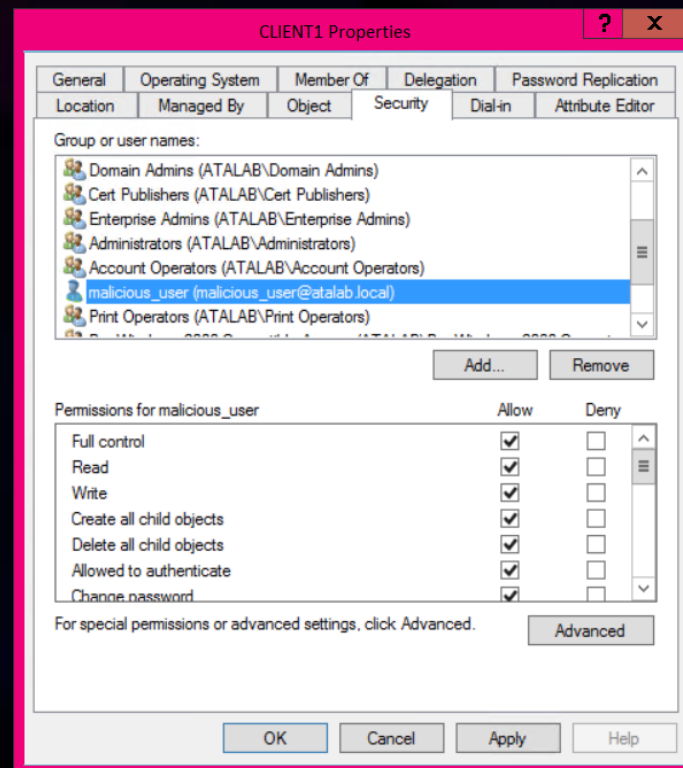 CLIENT1 Properties
? X
General Operating System Member Of Delegation Password Replication
Location Managed By Object Security Dial-in Attribute Editor
Group or user names:
Domain Admins (ATALAB\Domain Admins)
Cert Publishers (ATALAB\Cert Publishers)
Enterprise Admins (ATALAB\Enterprise Admins)
Administrators (ATALAB\Administrators)
Account Operators (ATALAB\Account Operators)
malicious_user (malicious_user@atalab.local)
Print Operators (ATALAB\Print Operators)
Add... Remove
Permissions for malicious_user Allow Deny
Full control
Read
Write
Create all child objects
Delete all child objects
Allowed to authenticate
Change password
For special permissions or advanced settings, click Advanced.
Advanced
OK Cancel Apply Help